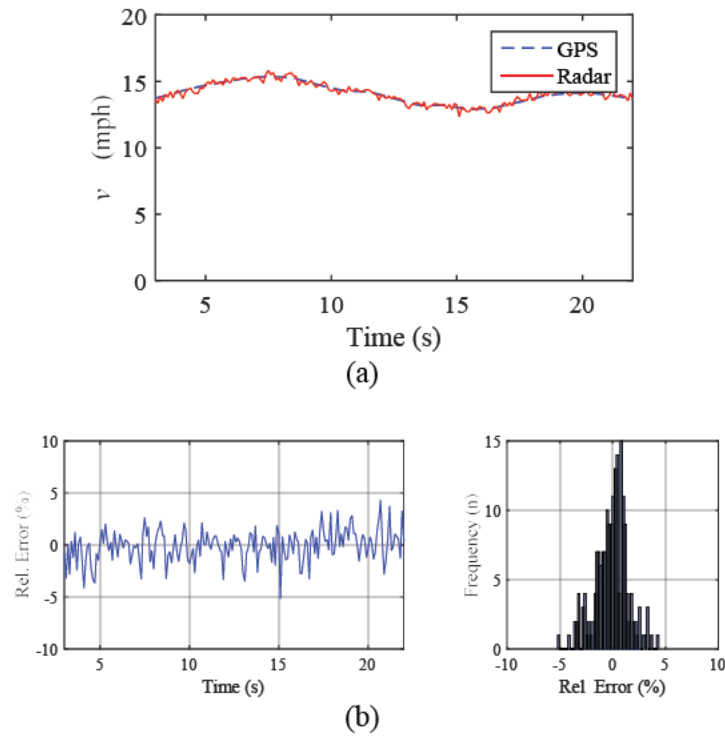 20
15
10
5
0
v (mph)
GPS
Radar
5 10 15 20
Time (s)
(a)
10
5
0
-5
-10
Rel. Error (%)
5 10 15 20
Time (s)
15
10
5
0
Frequency (n)
-10 -5 0 5 10
Rel Error (%)
(b)